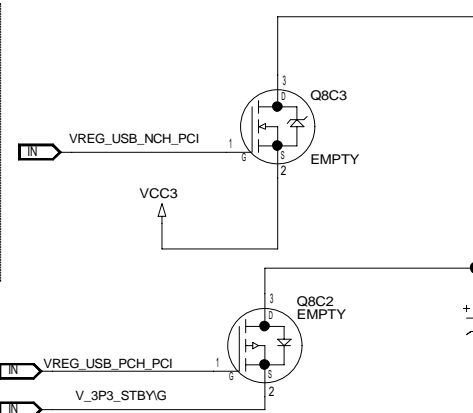 3
D
Q8C3
VREG_USB_NCH_PCI
1
IN
G
EMPTY
S
2
VCC3
3
Q8C2
D
EMPTY
+
VREG_USB_PCH_PCI
1
IN
G
S
V_3P3_STBY\G
2
IN